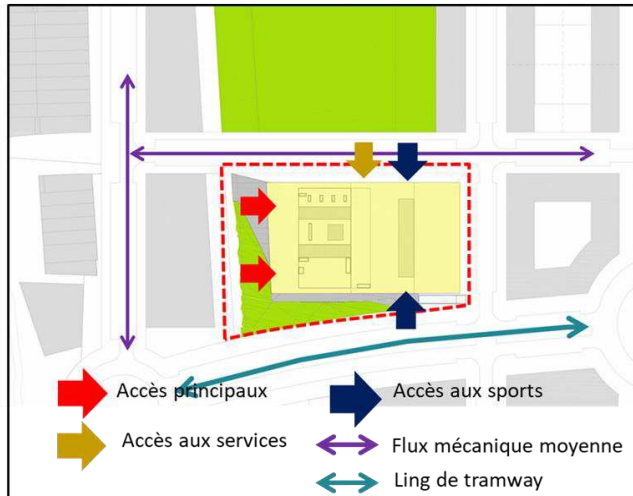 Accès principaux
Accès aux sports
Accès aux services
Flux mécanique moyenne
Ling de tramway